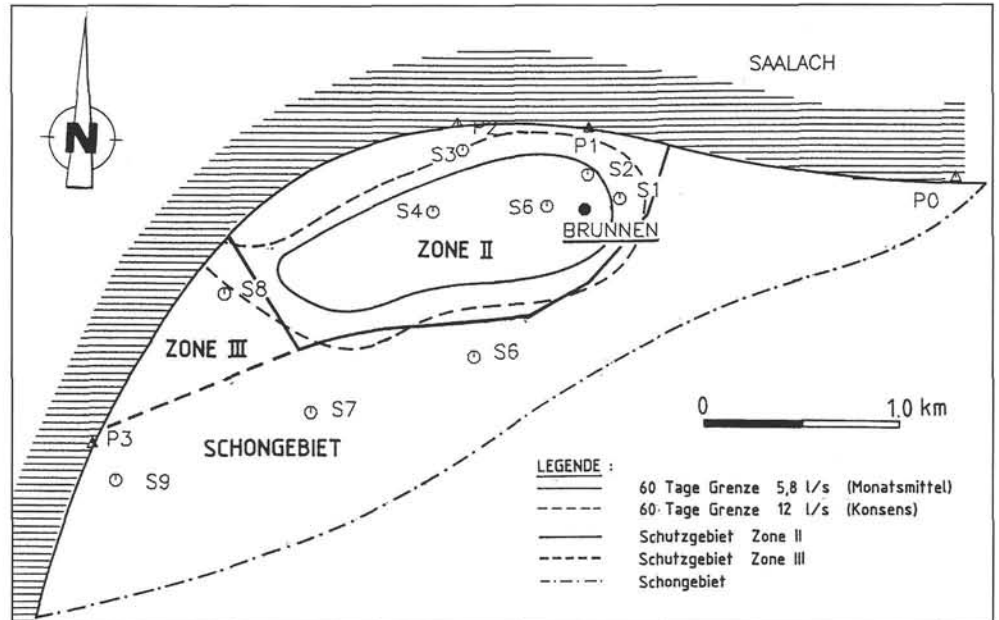 SAALACH
N
P2
P1
S3
S2
S1
P0
S4
S6
BRUNNEN
ZONE II
S8
ZONE III
S6
0 1.0 km
S7
P3
SCHONGEBIET
S9
LEGENDE :
60 Tage Grenze 5,8 l/s (Monatsmittel)
60 Tage Grenze 12 l/s (Konsens)
Schutzgebiet Zone II
Schutzgebiet Zone III
Schongebiet